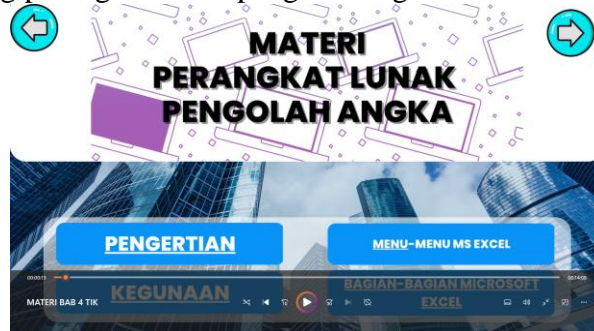 MATERI
PERANGKAT LUNAK
PENGOLAH ANGKA
PENGERTIAN
MENU-MENU MS EXCEL
KEGUNAAN
BAGIAN-BAGIAN MICROSOFT
EXCEL
MATERI BAB 4 TIK